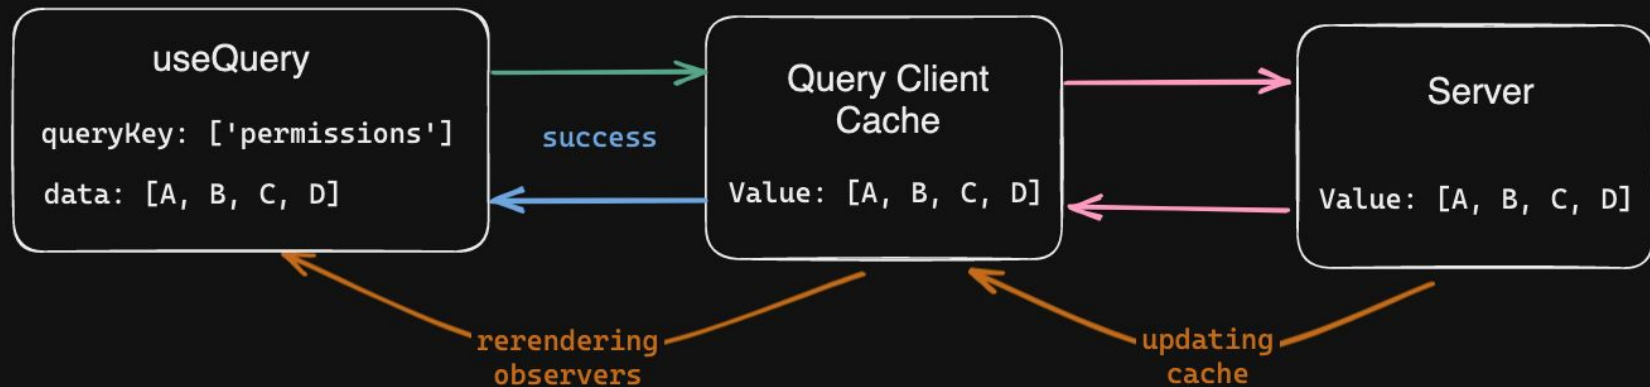 useQuery
queryKey: ['permissions']
data: [A, B, C, D]
success
Query Client
Cache
Value: [A, B, C, D]
Server
Value: [A, B, C, D]
rerendering
observers
updating
cache